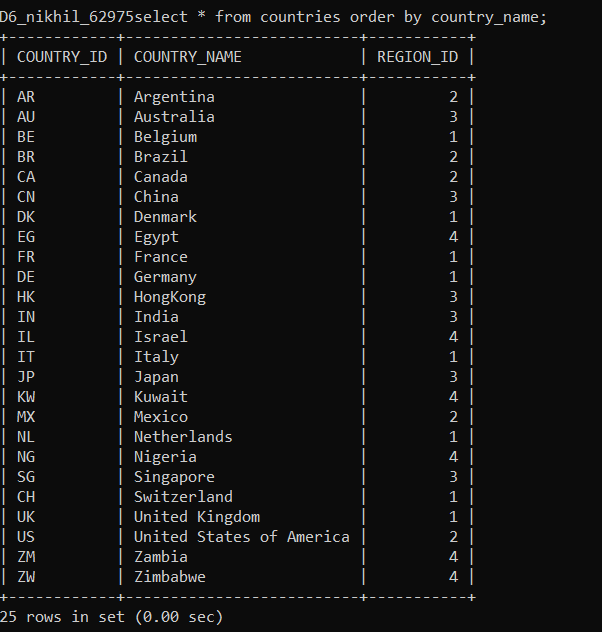 D6_nikhil_62975select * from countries order by country_name;
+------------+--------------------------+-----------+
| COUNTRY_ID | COUNTRY_NAME             | REGION_ID |
+------------+--------------------------+-----------+
| AR         | Argentina                |         2 |
| AU         | Australia                |         3 |
| BE         | Belgium                  |         1 |
| BR         | Brazil                   |         2 |
| CA         | Canada                   |         2 |
| CN         | China                    |         3 |
| DK         | Denmark                  |         1 |
| EG         | Egypt                    |         4 |
| FR         | France                   |         1 |
| DE         | Germany                  |         1 |
| HK         | HongKong                 |         3 |
| IN         | India                    |         3 |
| IL         | Israel                   |         4 |
| IT         | Italy                    |         1 |
| JP         | Japan                    |         3 |
| KW         | Kuwait                   |         4 |
| MX         | Mexico                   |         2 |
| NL         | Netherlands              |         1 |
| NG         | Nigeria                  |         4 |
| SG         | Singapore                |         3 |
| CH         | Switzerland              |         1 |
| UK         | United Kingdom           |         1 |
| US         | United States of America |         2 |
| ZM         | Zambia                   |         4 |
| ZW         | Zimbabwe                 |         4 |
+------------+--------------------------+-----------+
25 rows in set (0.00 sec)